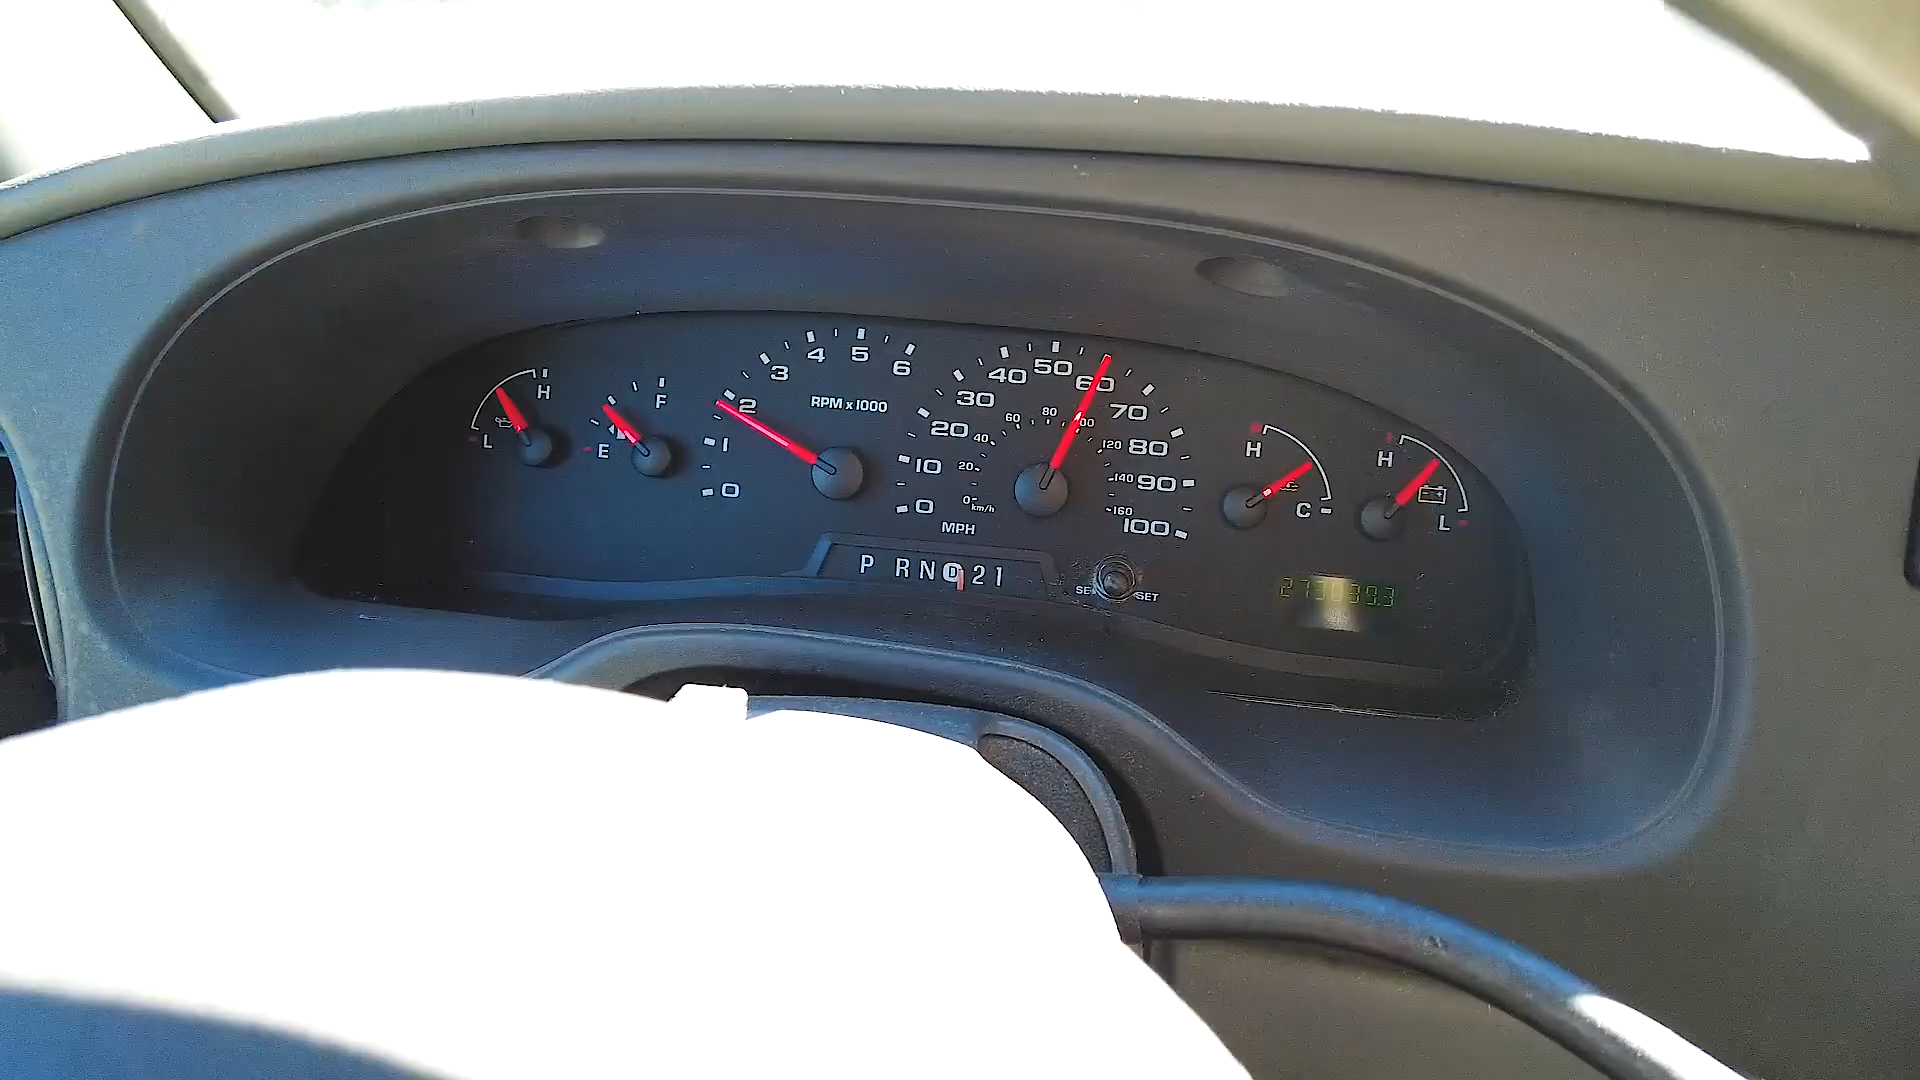 H
L
F
E
0 1 2 3 4 5 6
RPM x 1000
0 10 20 30 40 50 60 70 80 90 100
0 20 40 60 80 100 120 140 160
km/h
MPH
H
C
H
L
P R N D 2 1
SET